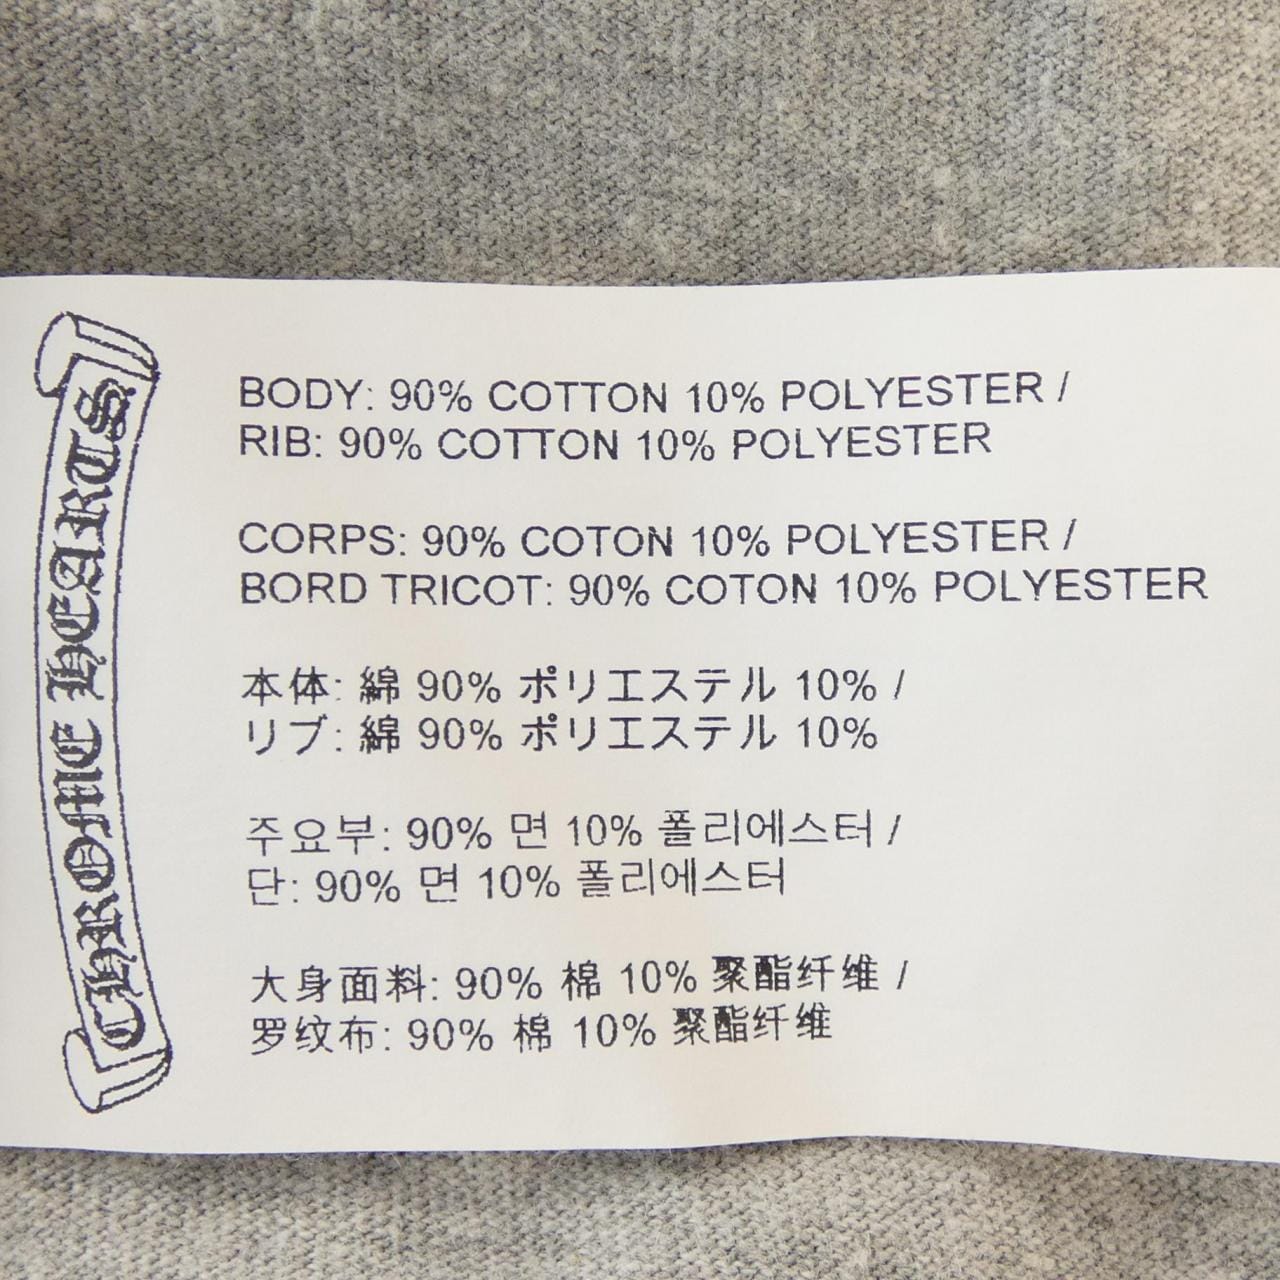 CHROME HEARTS
BODY: 90% COTTON 10% POLYESTER /
RIB: 90% COTTON 10% POLYESTER
CORPS: 90% COTON 10% POLYESTER /
BORD TRICOT: 90% COTON 10% POLYESTER
本体: 綿 90% ポリエステル 10% /
リブ: 綿 90% ポリエステル 10%
주요부: 90% 면 10% 폴리에스터 /
단: 90% 면 10% 폴리에스터
大身面料: 90% 棉 10% 聚酯纤维 /
罗纹布: 90% 棉 10% 聚酯纤维